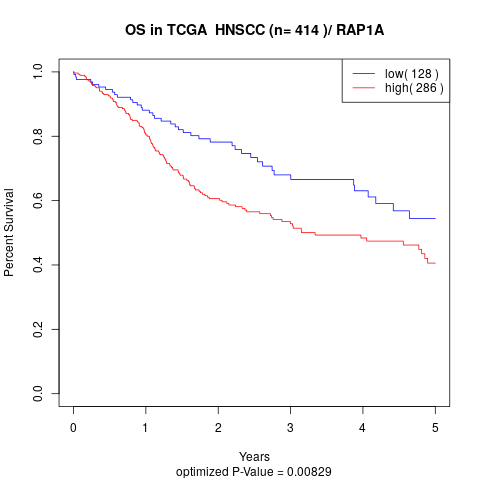 OS in TCGA  HNSCC (n= 414 )/ RAP1A
low( 128 )
high( 286 )
Percent Survival
1.0
0.8
0.6
0.4
0.2
0.0
0 1 2 3 4 5
Years
optimized P-Value = 0.00829